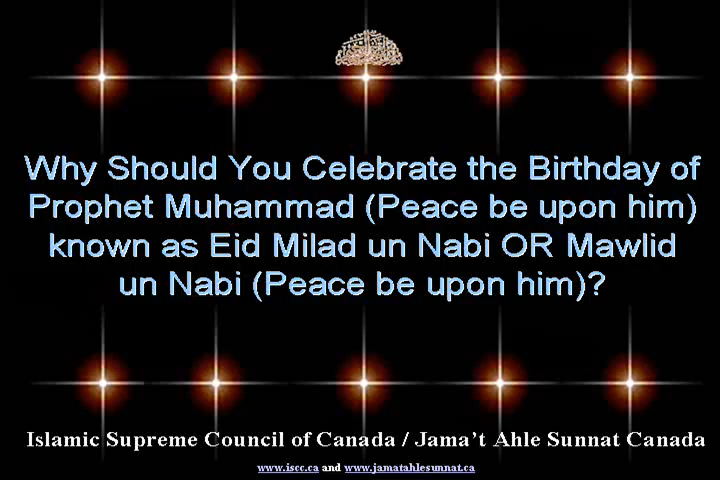 Why Should You Celebrate the Birthday of
Prophet Muhammad (Peace be upon him)
known as Eid Milad un Nabi OR Mawlid
un Nabi (Peace be upon him)?
Islamic Supreme Council of Canada / Jama't Ahle Sunnat Canada
www.iscc.ca and www.jamatahlesunnat.ca